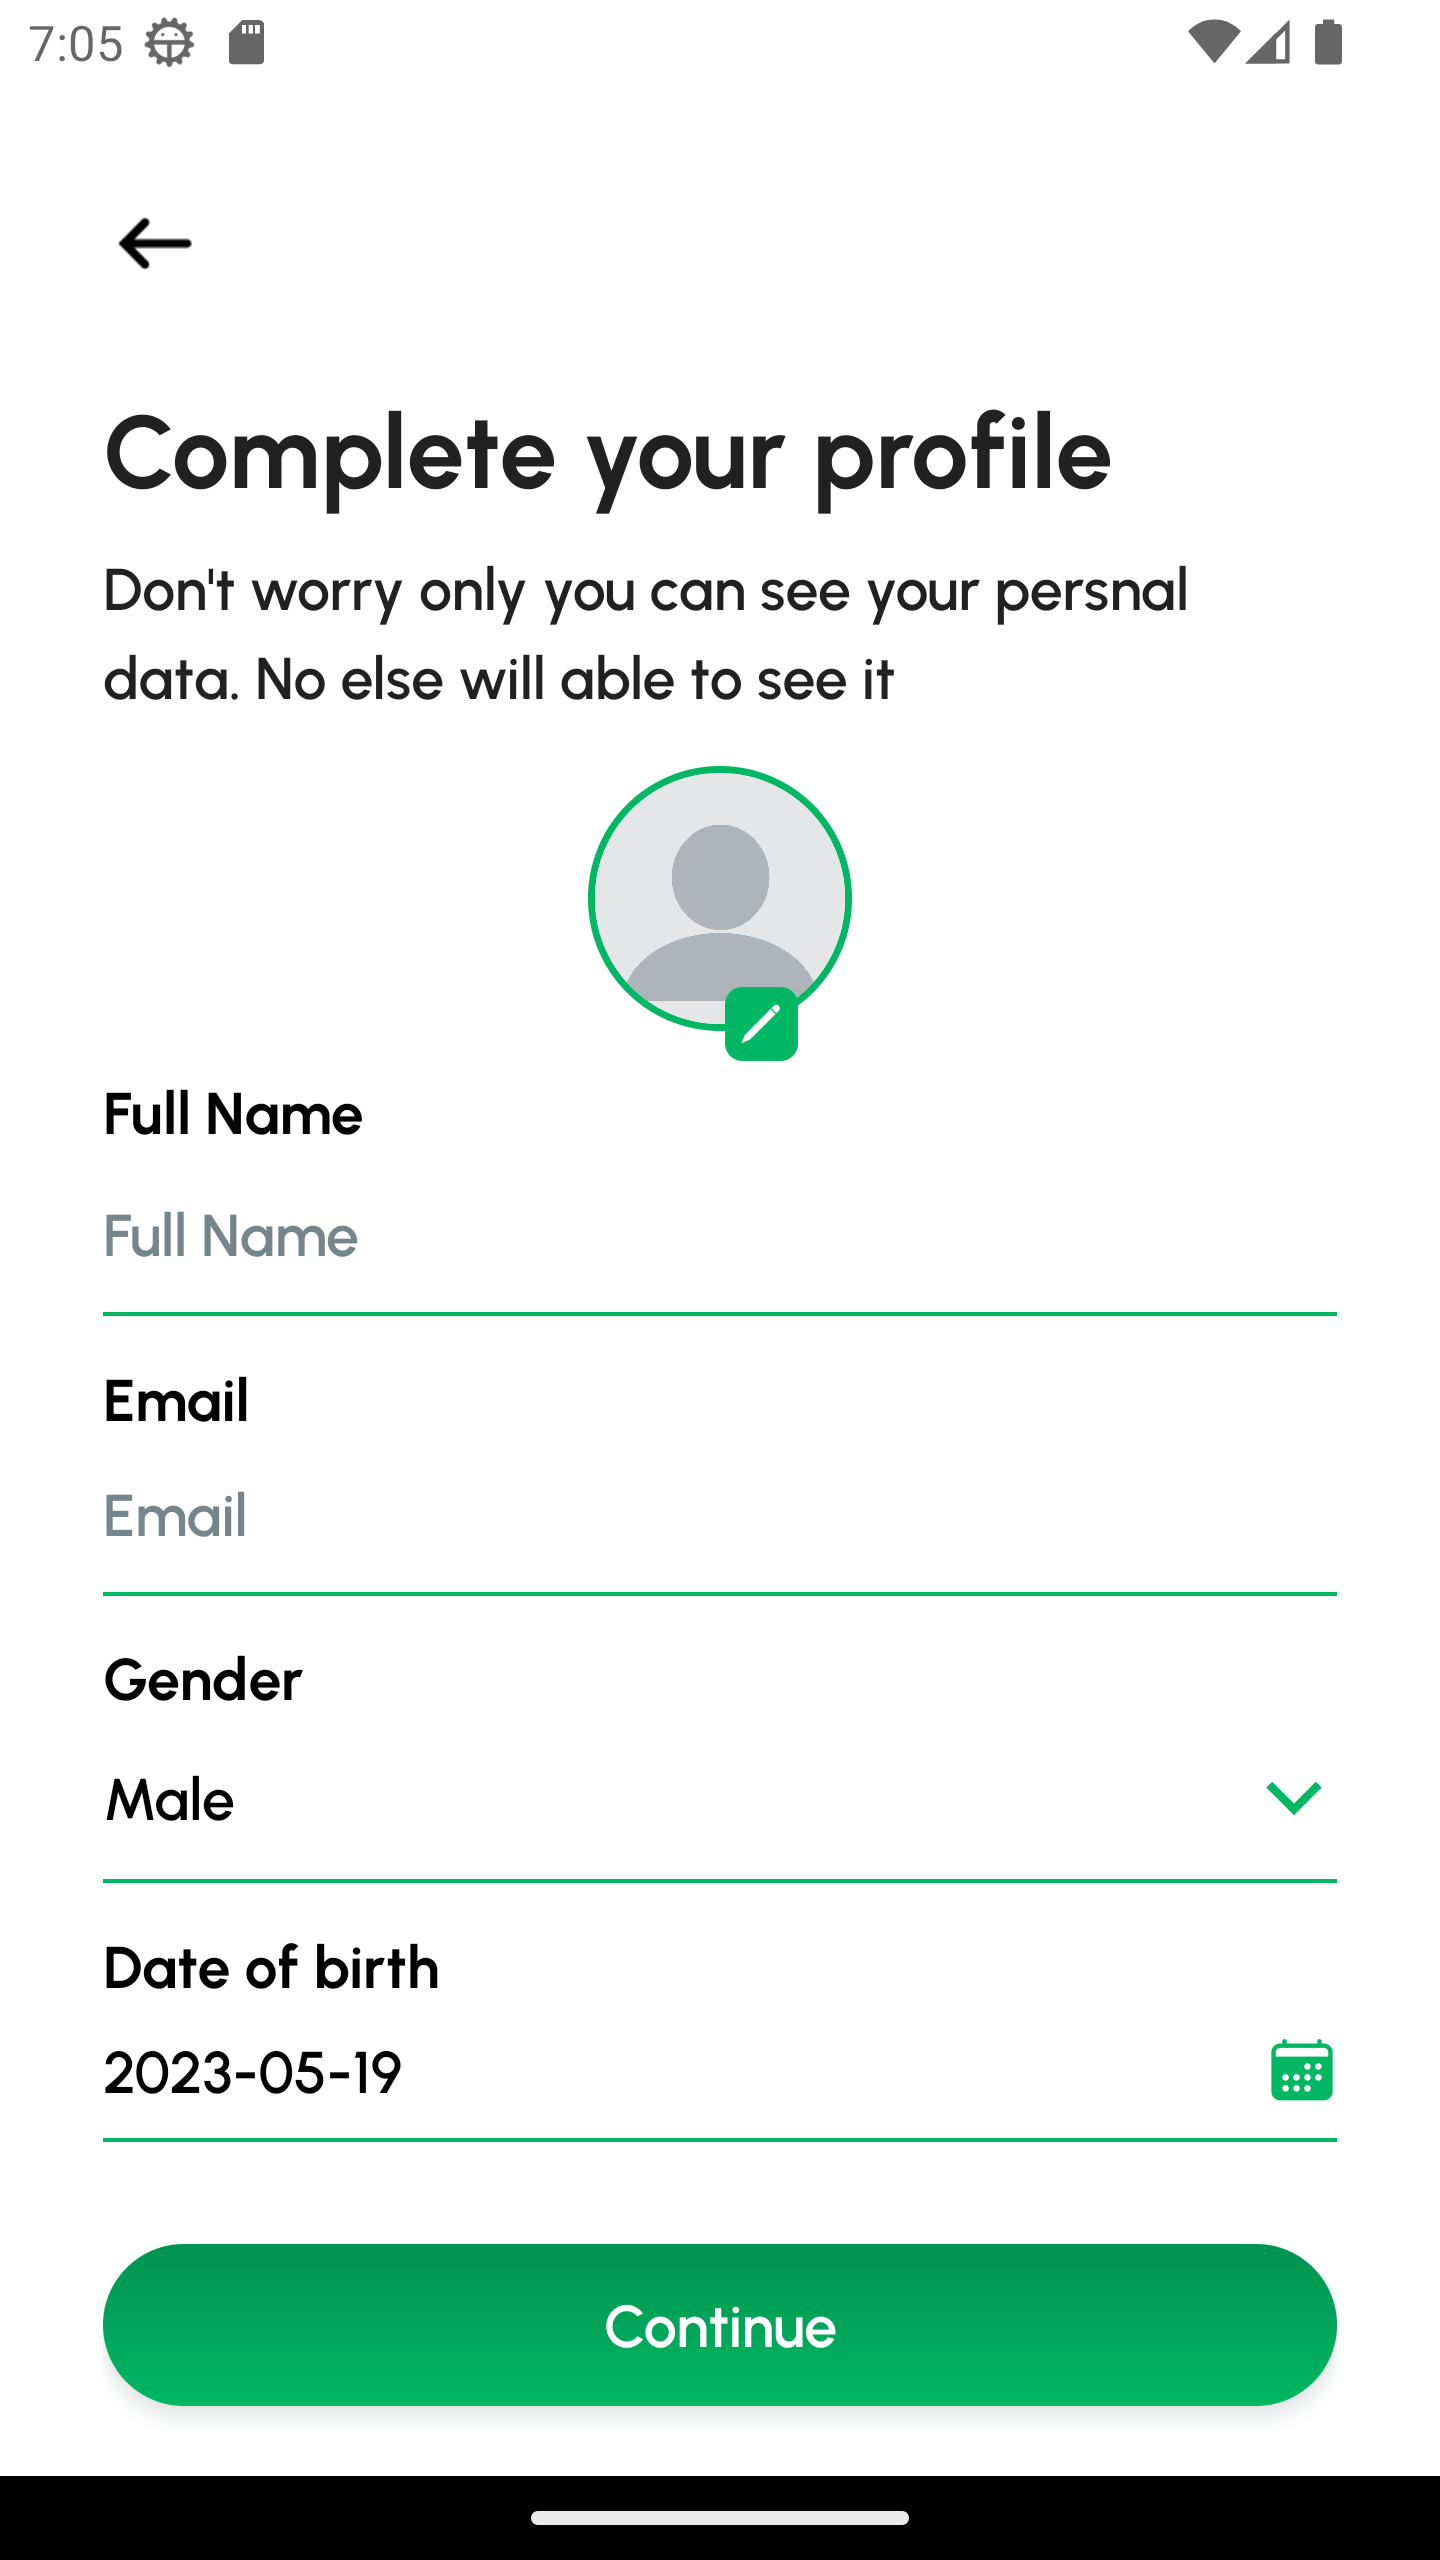 7:05
Complete your profile
Don't worry only you can see your persnal
data. No else will able to see it
Full Name
Full Name
Email
Email
Gender
Male
Date of birth
2023-05-19
Continue